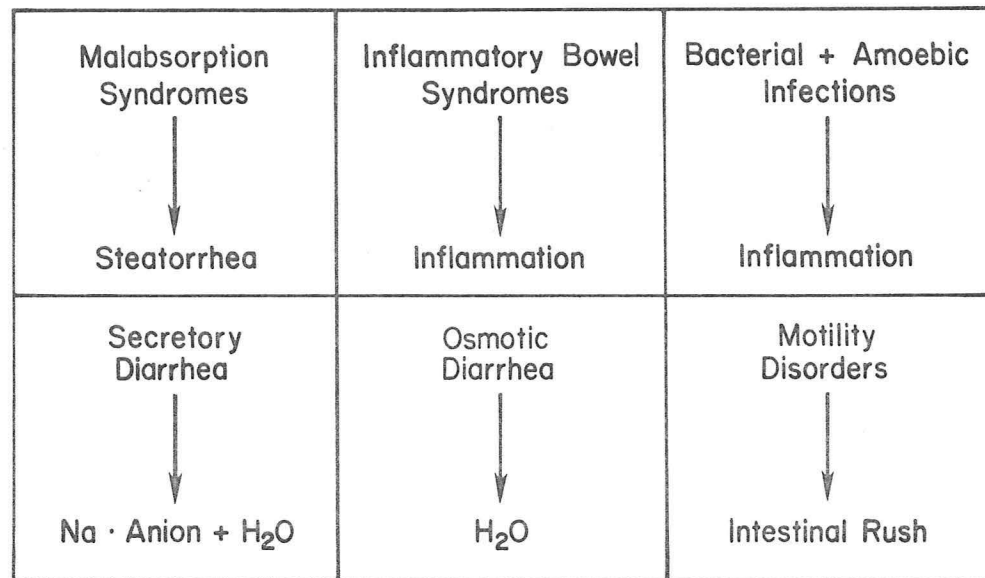 Malabsorption
Syndromes
Steatorrhea
Inflammatory Bowel
Syndromes
Inflammation
Bacterial + Amoebic
Infections
Inflammation
Secretory
Diarrhea
Na · Anion + H₂O
Osmotic
Diarrhea
H₂O
Motility
Disorders
Intestinal Rush